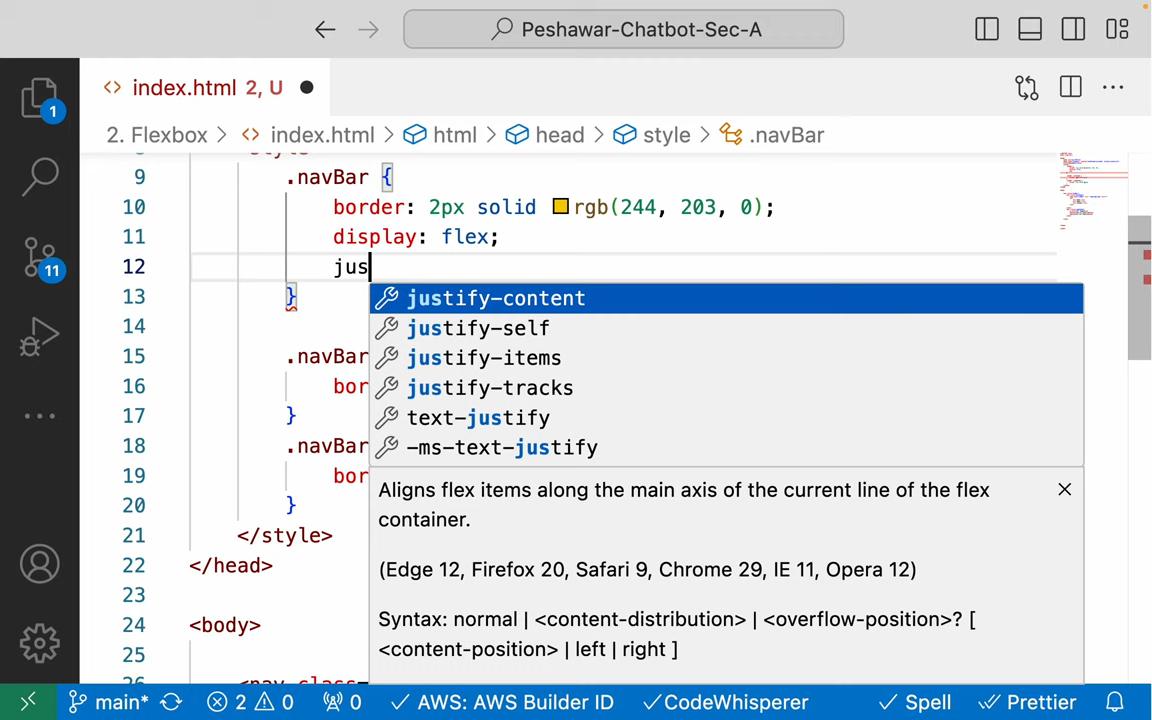 Peshawar-Chatbot-Sec-A
index.html 2, U
1
2. Flexbox > index.html > html > head > style > .navBar
9 .navBar {
10 border: 2px solid rgb(244, 203, 0);
11 display: flex;
12 jus
13 }
14
15 .navBar
16 bor
17 }
18 .navBar
19 bor
20 }
21 </style>
22 </head>
23
24 <body>
25
justify-content
justify-self
justify-items
justify-tracks
text-justify
-ms-text-justify
Aligns flex items along the main axis of the current line of the flex
container.
(Edge 12, Firefox 20, Safari 9, Chrome 29, IE 11, Opera 12)
Syntax: normal | <content-distribution> | <overflow-position>? [
<content-position> | left | right ]
11
main* 2 0 0 AWS: AWS Builder ID CodeWhisperer Spell Prettier